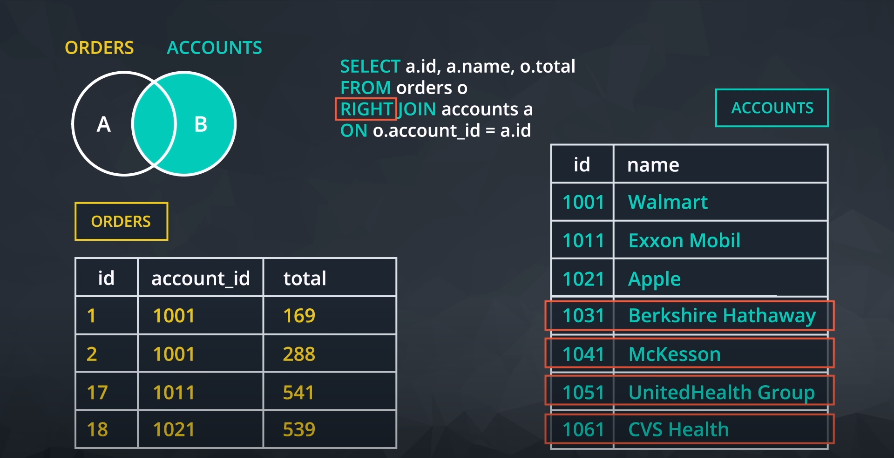 ORDERS ACCOUNTS
A B
SELECT a.id, a.name, o.total
FROM orders o
RIGHT JOIN accounts a
ON o.account_id = a.id
ORDERS
id account_id total
1 1001 169
2 1001 288
17 1011 541
18 1021 539
ACCOUNTS
id name
1001 Walmart
1011 Exxon Mobil
1021 Apple
1031 Berkshire Hathaway
1041 McKesson
1051 UnitedHealth Group
1061 CVS Health